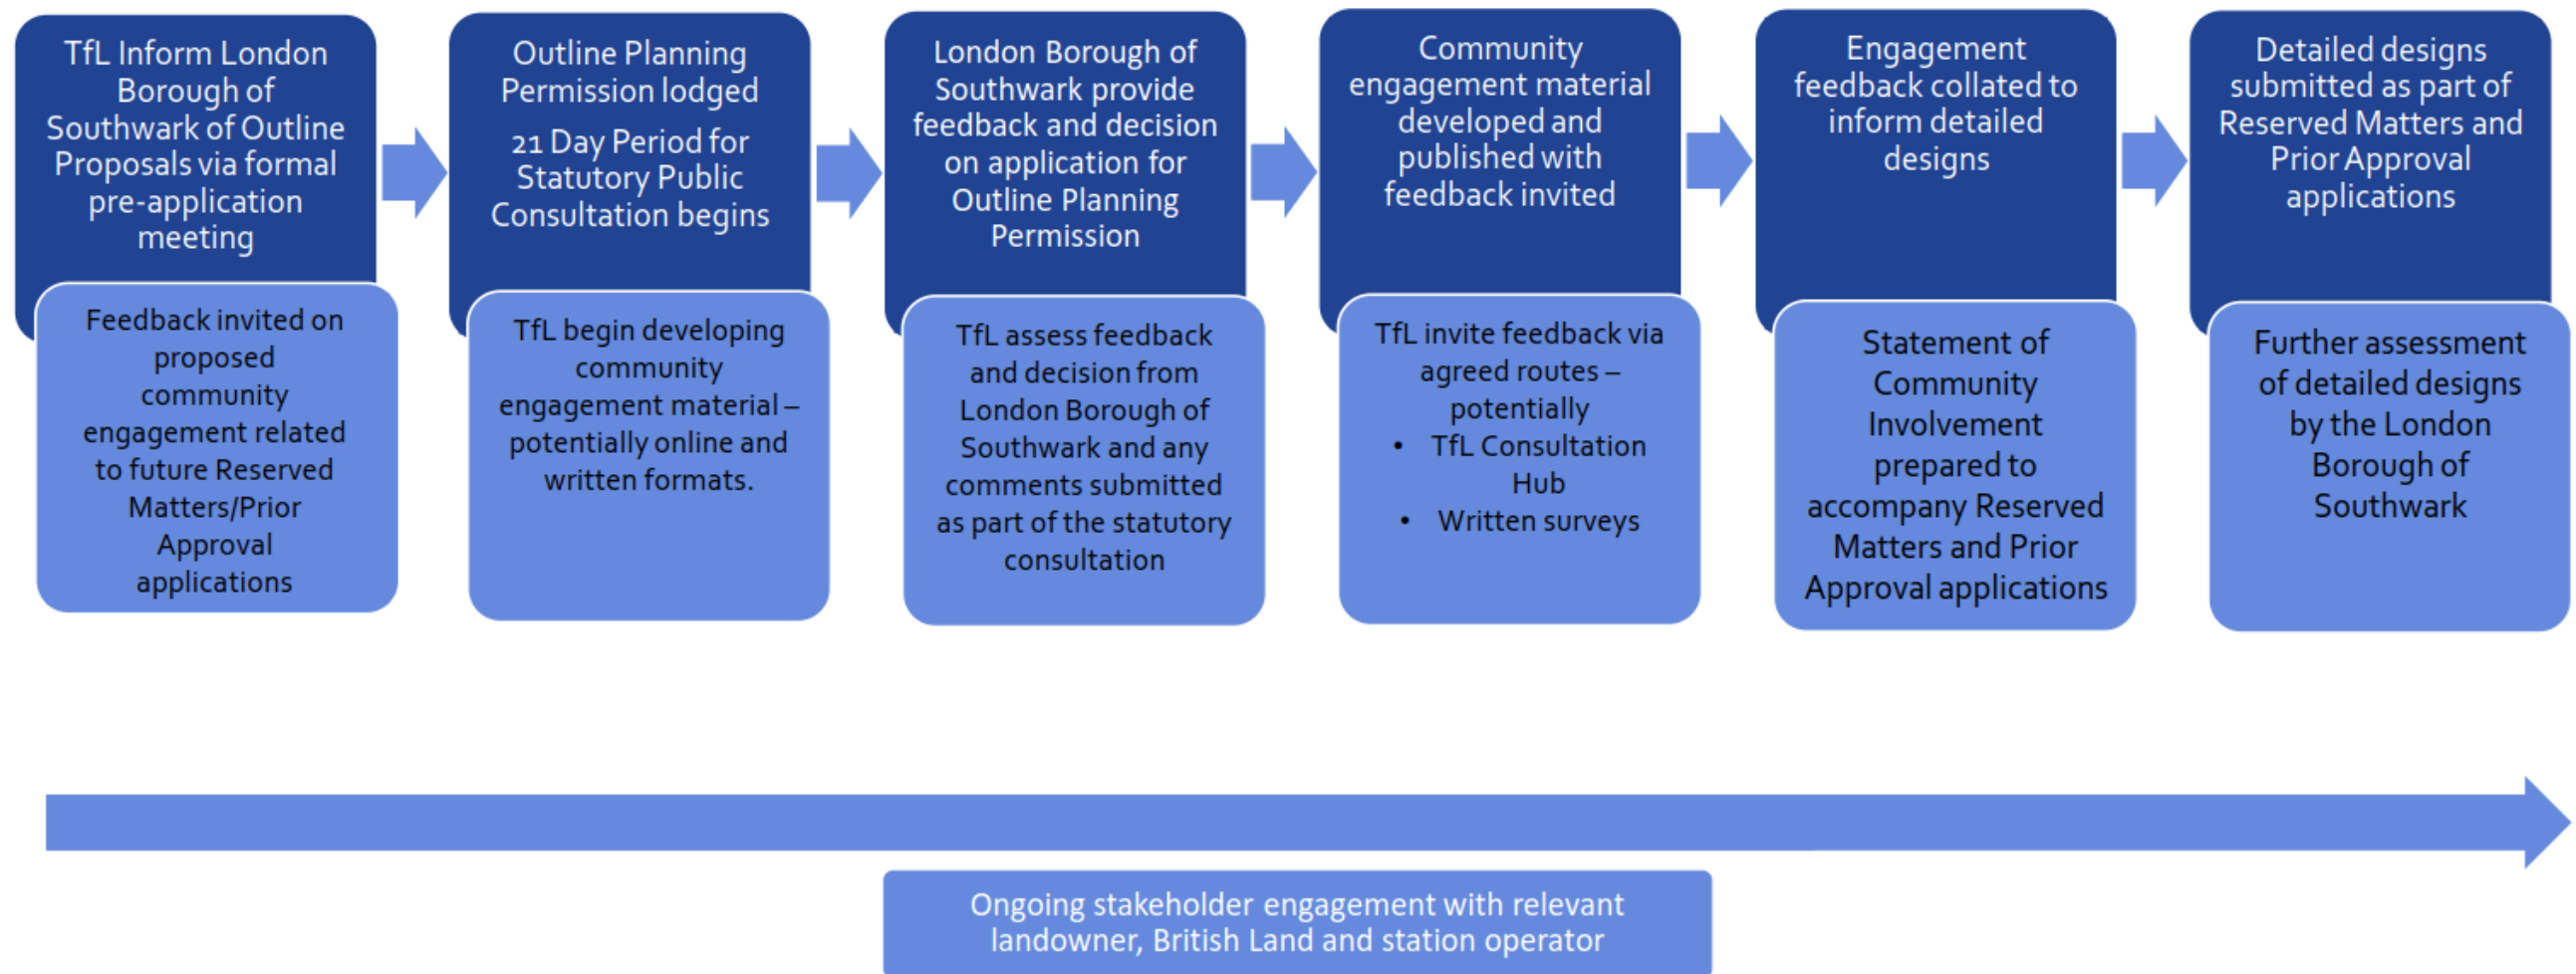 TfL Inform London
Borough of
Southwark of Outline
Proposals via formal
pre-application
meeting
Feedback invited on
proposed
community
engagement related
to future Reserved
Matters/Prior
Approval
applications
Outline Planning
Permission lodged
21 Day Period for
Statutory Public
Consultation begins
TfL begin developing
community
engagement material –
potentially online and
written formats.
London Borough of
Southwark provide
feedback and decision
on application for
Outline Planning
Permission
TfL assess feedback
and decision from
London Borough of
Southwark and any
comments submitted
as part of the statutory
consultation
Community
engagement material
developed and
published with
feedback invited
TfL invite feedback via
agreed routes –
potentially
• TfL Consultation
Hub
• Written surveys
Engagement
feedback collated to
inform detailed
designs
Statement of
Community
Involvement
prepared to
accompany Reserved
Matters and Prior
Approval applications
Detailed designs
submitted as part of
Reserved Matters and
Prior Approval
applications
Further assessment
of detailed designs
by the London
Borough of
Southwark
Ongoing stakeholder engagement with relevant
landowner, British Land and station operator